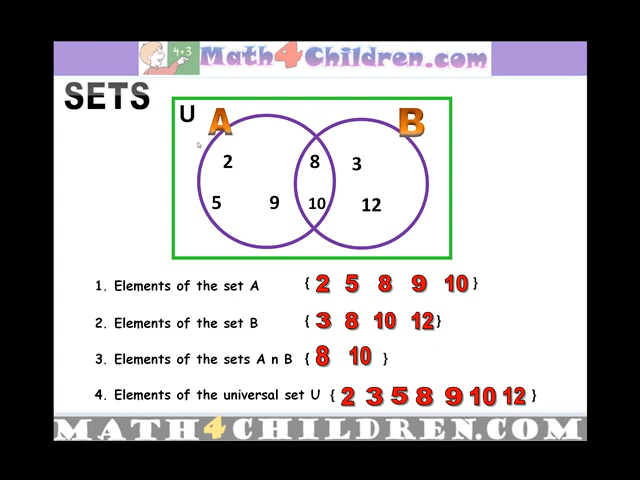 4×3 Math4Children.com
SETS
U A B
2 8 3
5 9 10 12
1. Elements of the set A { 2 5 8 9 10 }
2. Elements of the set B { 3 8 10 12 }
3. Elements of the sets A n B { 8 10 }
4. Elements of the universal set U { 2 3 5 8 9 10 12 }
MATH4CHILDREN.COM